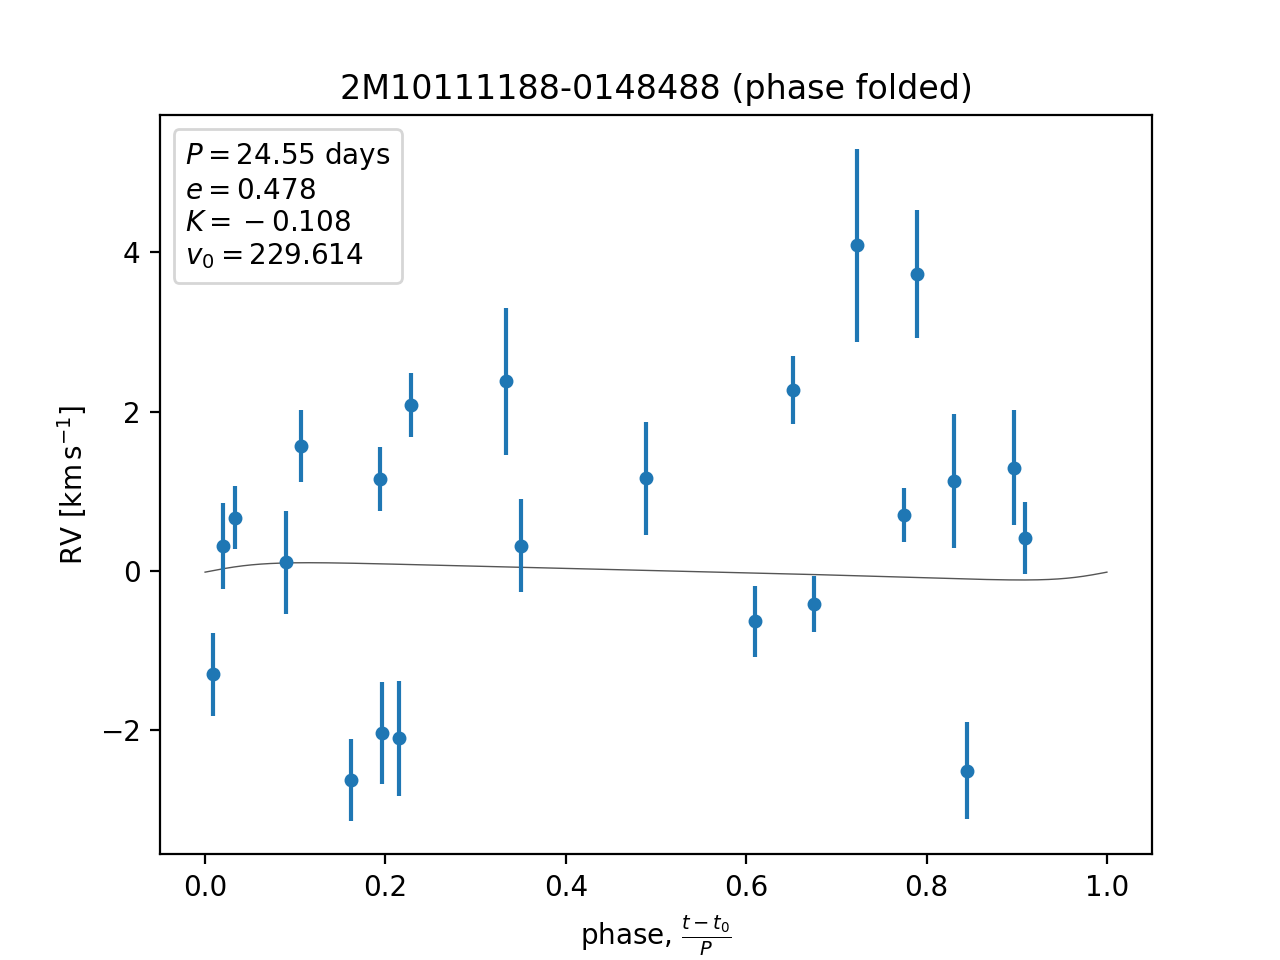 2M10111188-0148488 (phase folded)
P = 24.55 days
e = 0.478
K = −0.108
v₀ = 229.614
RV [km s⁻¹]
4
2
0
−2
0.0 0.2 0.4 0.6 0.8 1.0
phase, (t − t₀)/P